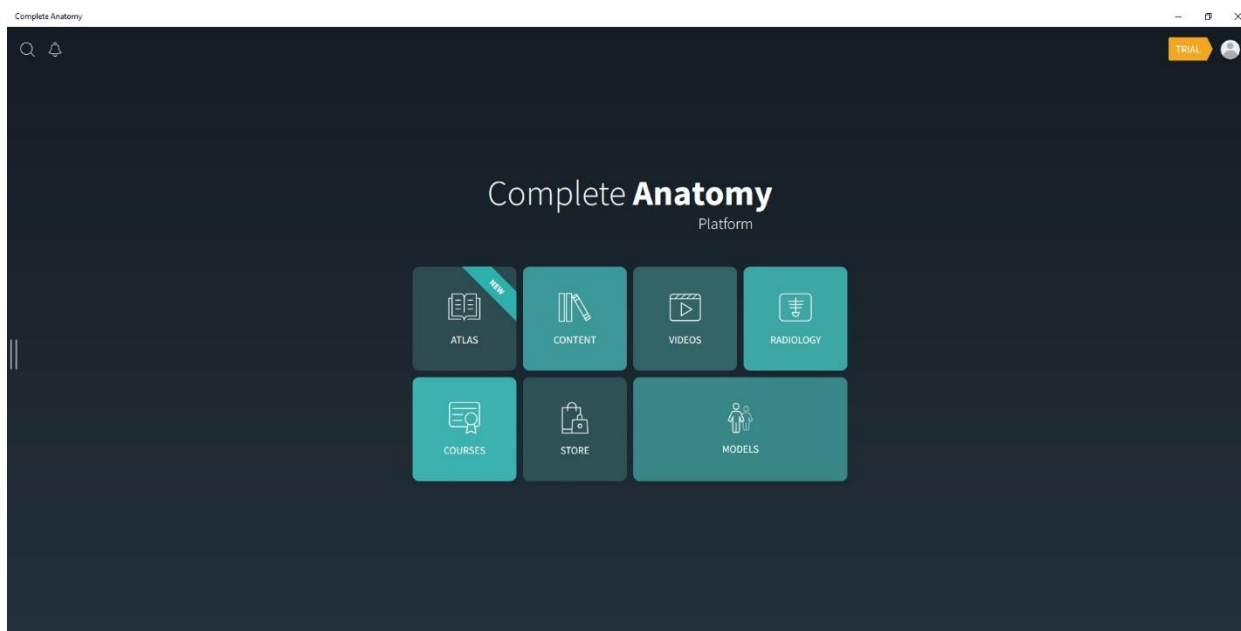 Complete Anatomy
TRIAL
Complete Anatomy
Platform
NEW
ATLAS
CONTENT
VIDEOS
RADIOLOGY
COURSES
STORE
MODELS